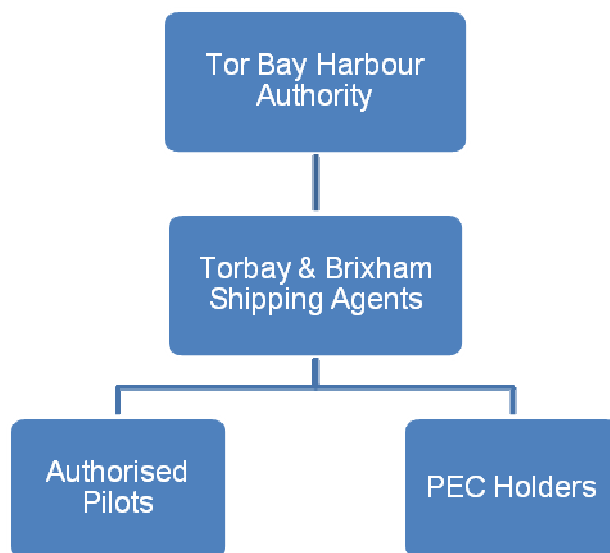 Tor Bay Harbour
Authority
Torbay & Brixham
Shipping Agents
Authorised
Pilots
PEC Holders